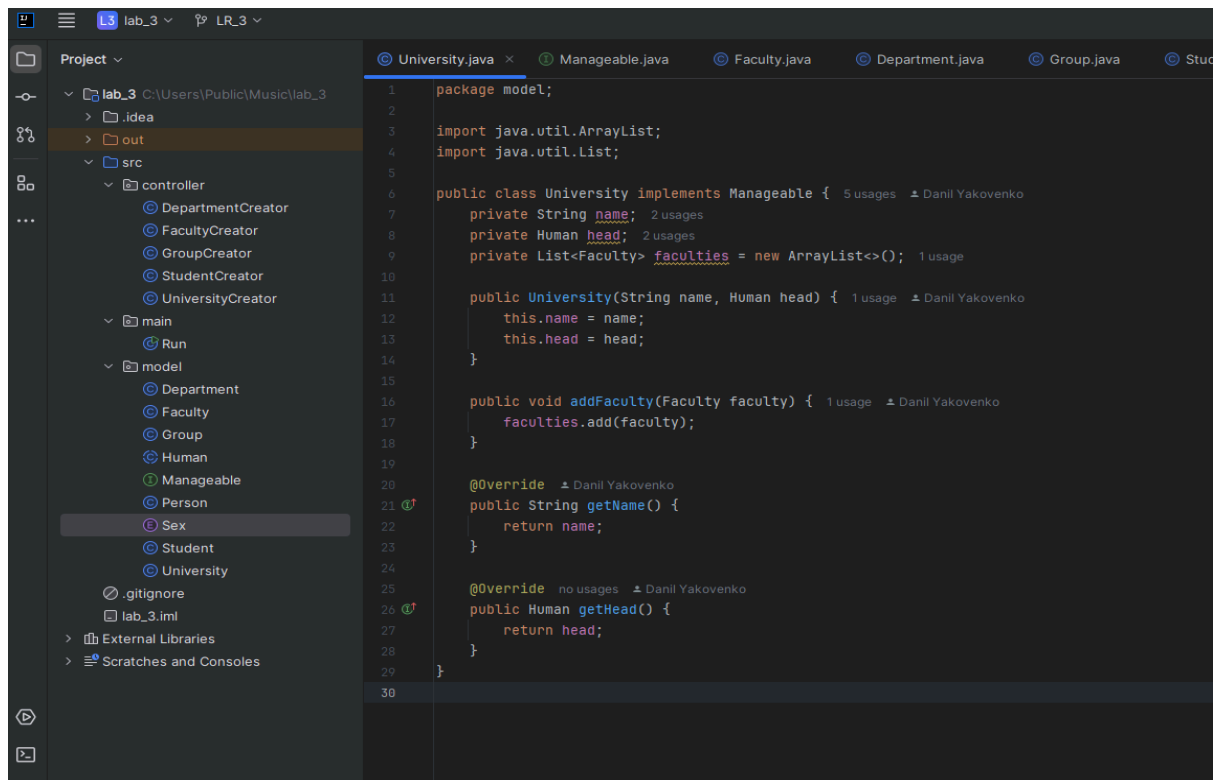 L3 lab_3 LR_3
Project
University.java Manageable.java Faculty.java Department.java Group.java Stud
lab_3 C:\Users\Public\Music\lab_3
.idea
out
src
controller
DepartmentCreator
FacultyCreator
GroupCreator
StudentCreator
UniversityCreator
main
Run
model
Department
Faculty
Group
Human
Manageable
Person
Sex
Student
University
.gitignore
lab_3.iml
External Libraries
Scratches and Consoles
1 package model;
2
3 import java.util.ArrayList;
4 import java.util.List;
5
6 public class University implements Manageable { 5 usages Danil Yakovenko
7 private String name; 2 usages
8 private Human head; 2 usages
9 private List<Faculty> faculties = new ArrayList<>(); 1 usage
10
11 public University(String name, Human head) { 1 usage Danil Yakovenko
12 this.name = name;
13 this.head = head;
14 }
15
16 public void addFaculty(Faculty faculty) { 1 usage Danil Yakovenko
17 faculties.add(faculty);
18 }
19
20 @Override Danil Yakovenko
21 public String getName() {
22 return name;
23 }
24
25 @Override no usages Danil Yakovenko
26 public Human getHead() {
27 return head;
28 }
29 }
30